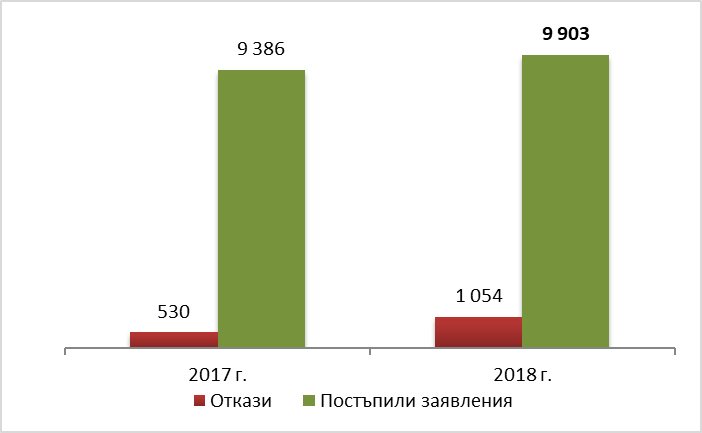 9 903
9 386
1 054
530
2017 г.
2018 г.
Откази
Постъпили заявления